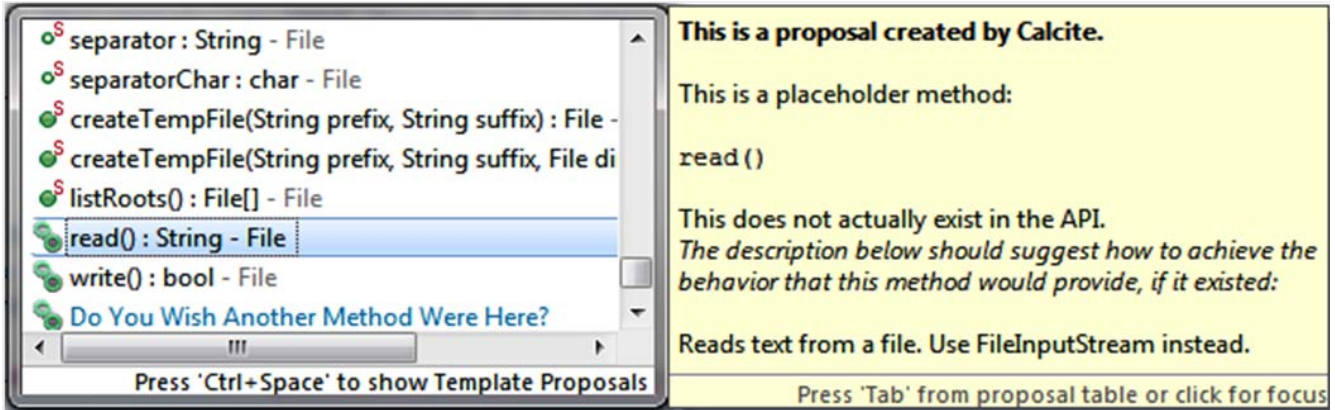 S separator : String - File
S separatorChar : char - File
S createTempFile(String prefix, String suffix) : File -
S createTempFile(String prefix, String suffix, File di
S listRoots() : File[] - File
read() : String - File
write() : bool - File
Do You Wish Another Method Were Here?
Press 'Ctrl+Space' to show Template Proposals
This is a proposal created by Calcite.
This is a placeholder method:
read()
This does not actually exist in the API.
The description below should suggest how to achieve the
behavior that this method would provide, if it existed:
Reads text from a file. Use FileInputStream instead.
Press 'Tab' from proposal table or click for focus